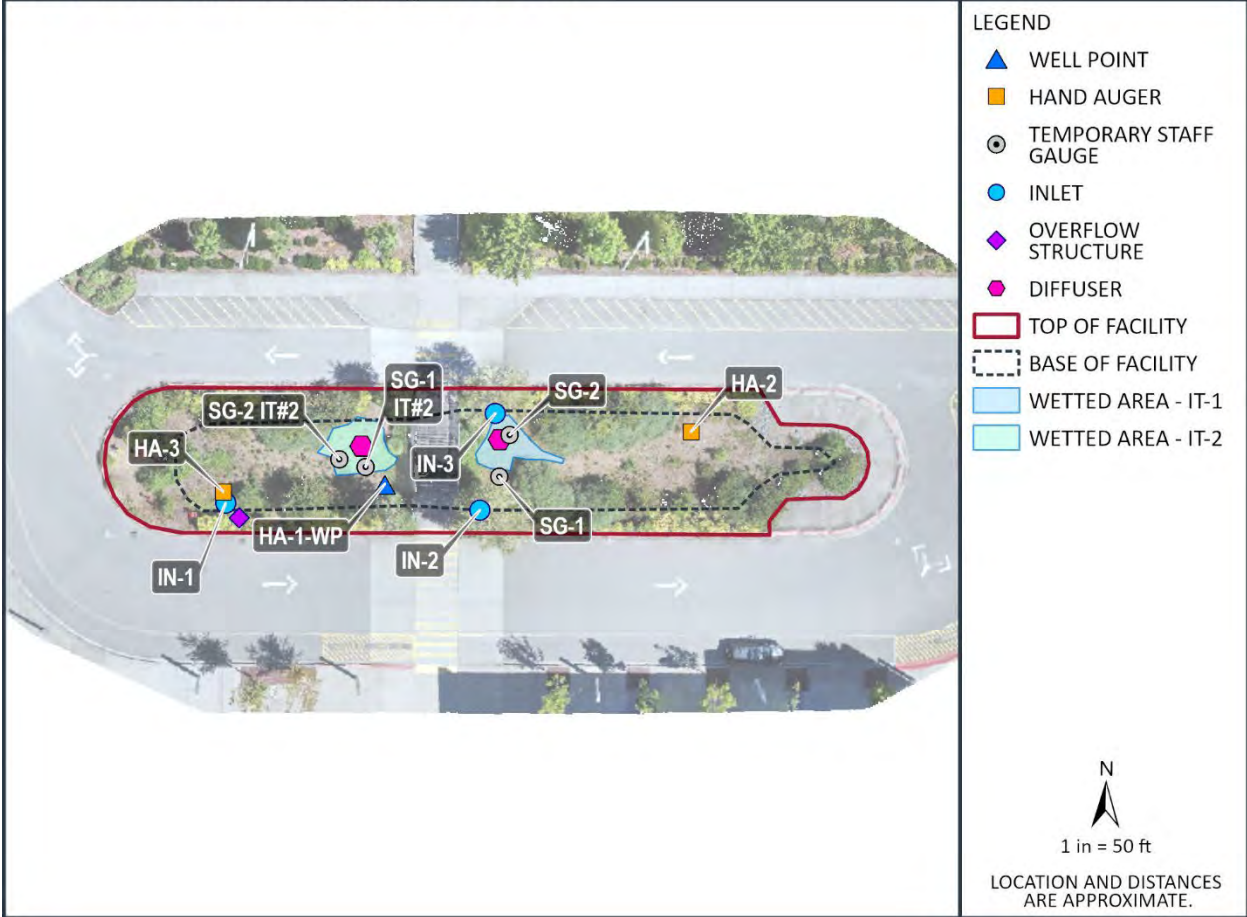 LEGEND
WELL POINT
HAND AUGER
TEMPORARY STAFF
GAUGE
INLET
OVERFLOW
STRUCTURE
DIFFUSER
TOP OF FACILITY
BASE OF FACILITY
WETTED AREA - IT-1
WETTED AREA - IT-2
SG-1
IT#2
SG-2
HA-2
SG-2 IT#2
HA-3
IN-3
SG-1
HA-1-WP
IN-2
IN-1
N
1 in = 50 ft
LOCATION AND DISTANCES
ARE APPROXIMATE.